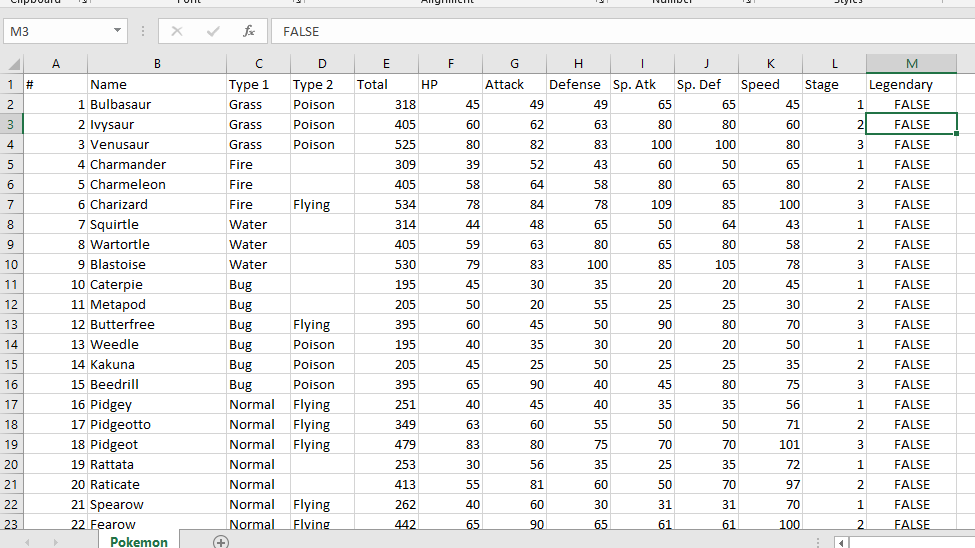 Clipboard Font Alignment Number Styles
M3 fx FALSE
A B C D E F G H I J K L M
1 # Name Type 1 Type 2 Total HP Attack Defense Sp. Atk Sp. Def Speed Stage Legendary
2 1 Bulbasaur Grass Poison 318 45 49 49 65 65 45 1 FALSE
3 2 Ivysaur Grass Poison 405 60 62 63 80 80 60 2 FALSE
4 3 Venusaur Grass Poison 525 80 82 83 100 100 80 3 FALSE
5 4 Charmander Fire 309 39 52 43 60 50 65 1 FALSE
6 5 Charmeleon Fire 405 58 64 58 80 65 80 2 FALSE
7 6 Charizard Fire Flying 534 78 84 78 109 85 100 3 FALSE
8 7 Squirtle Water 314 44 48 65 50 64 43 1 FALSE
9 8 Wartortle Water 405 59 63 80 65 80 58 2 FALSE
10 9 Blastoise Water 530 79 83 100 85 105 78 3 FALSE
11 10 Caterpie Bug 195 45 30 35 20 20 45 1 FALSE
12 11 Metapod Bug 205 50 20 55 25 25 30 2 FALSE
13 12 Butterfree Bug Flying 395 60 45 50 90 80 70 3 FALSE
14 13 Weedle Bug Poison 195 40 35 30 20 20 50 1 FALSE
15 14 Kakuna Bug Poison 205 45 25 50 25 25 35 2 FALSE
16 15 Beedrill Bug Poison 395 65 90 40 45 80 75 3 FALSE
17 16 Pidgey Normal Flying 251 40 45 40 35 35 56 1 FALSE
18 17 Pidgeotto Normal Flying 349 63 60 55 50 50 71 2 FALSE
19 18 Pidgeot Normal Flying 479 83 80 75 70 70 101 3 FALSE
20 19 Rattata Normal 253 30 56 35 25 35 72 1 FALSE
21 20 Raticate Normal 413 55 81 60 50 70 97 2 FALSE
22 21 Spearow Normal Flying 262 40 60 30 31 31 70 1 FALSE
23 22 Fearow Normal Flying 442 65 90 65 61 61 100 2 FALSE
Pokemon